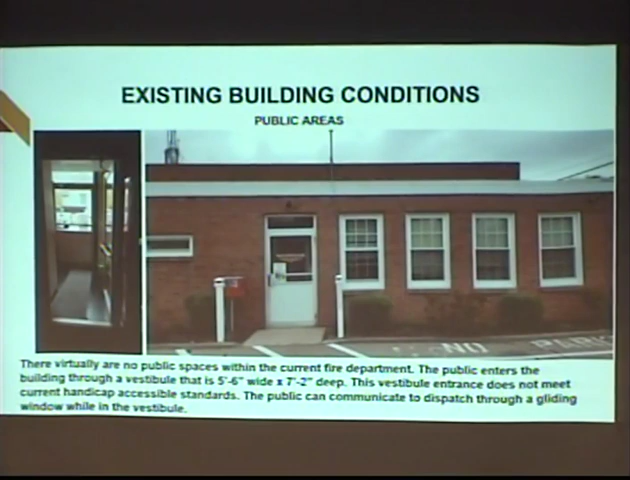 EXISTING BUILDING CONDITIONS
PUBLIC AREAS
NO PARK
There virtually are no public spaces within the current fire department. The public enters the
building through a vestibule that is 5'-6" wide x 7'-2" deep. This vestibule entrance does not meet
current handicap accessible standards. The public can communicate to dispatch through a gliding
window while in the vestibule.